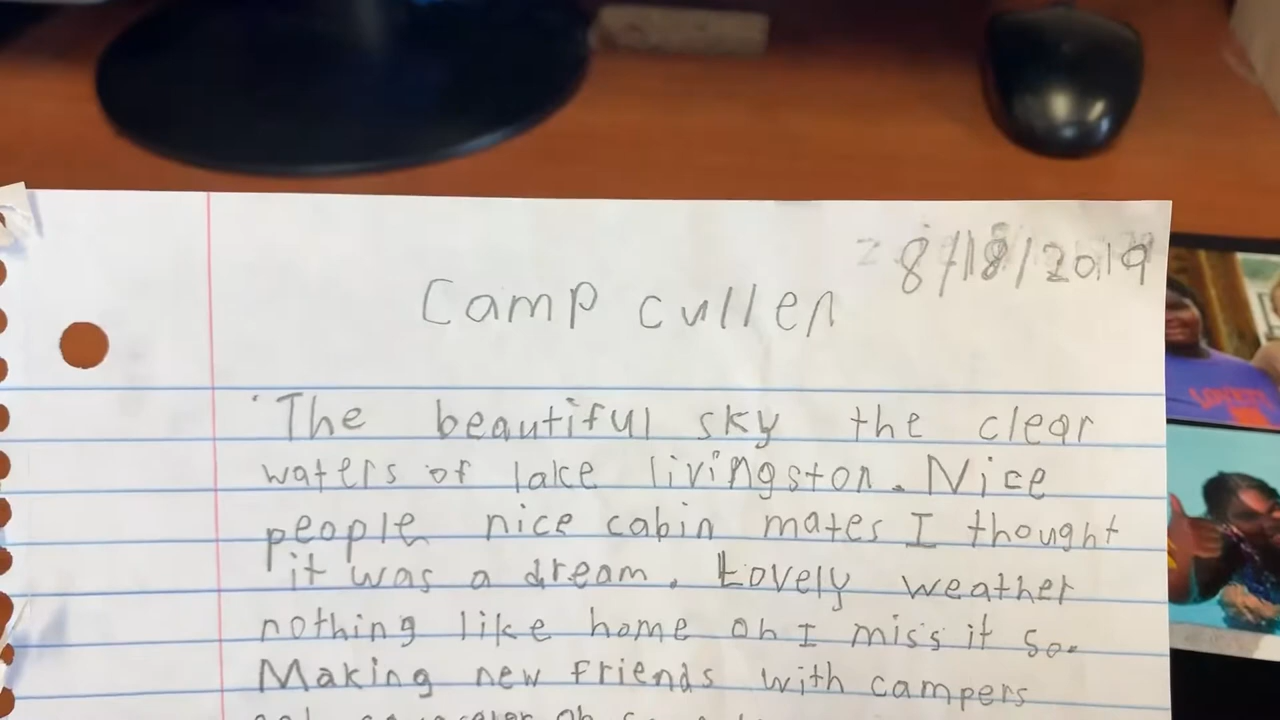 8/18/2019
Camp cullen
The beautiful sky the clear
waters of lake livingston. Nice
people nice cabin mates I thought
it was a dream. Lovely weather
nothing like home oh I miss it so.
Making new friends with campers